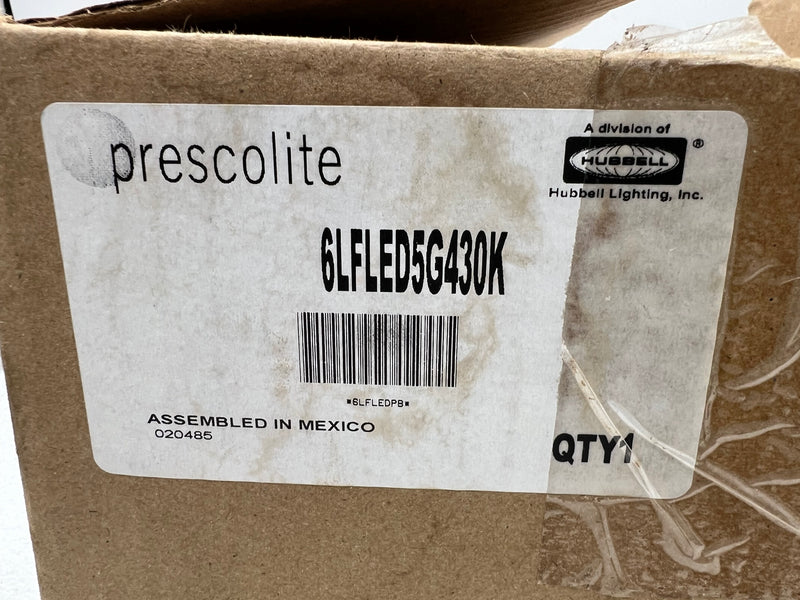 prescolite
A division of
HUBBELL®
Hubbell Lighting, Inc.
6LFLED5G430K
*6LFLEDPB*
ASSEMBLED IN MEXICO
020485
QTY1